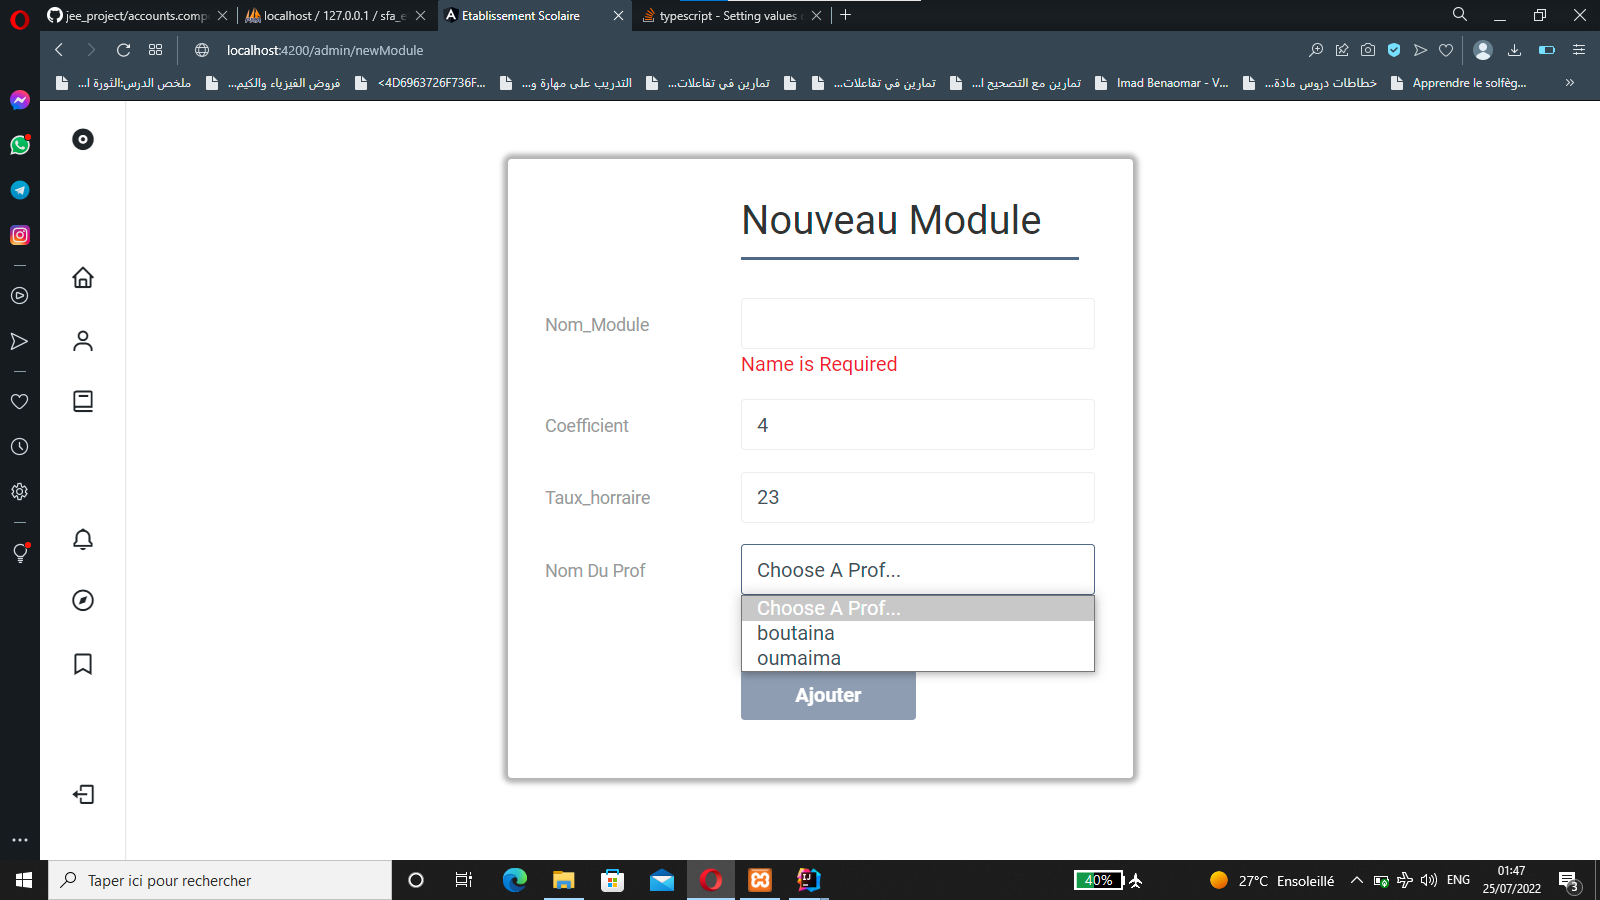 jee_project/accounts.comp
localhost / 127.0.0.1 / sfa_e
Etablissement Scolaire
typescript - Setting values
localhost:4200/admin/newModule
ملخص الدرس:الثورة ا...
فروض الفيزياء والكيم...
<4D6963726F736F...
التدريب على مهارة و...
تمارين في تفاعلات...
تمارين في تفاعلات...
تمارين مع التصحيح ا...
Imad Benaomar - V...
خطاطات دروس مادة...
Apprendre le solfèg...
Nouveau Module
Nom_Module
Name is Required
Coefficient
4
Taux_horraire
23
Nom Du Prof
Choose A Prof...
Choose A Prof...
boutaina
oumaima
Ajouter
Taper ici pour rechercher
40%
27°C Ensoleillé
ENG
01:47
25/07/2022
3